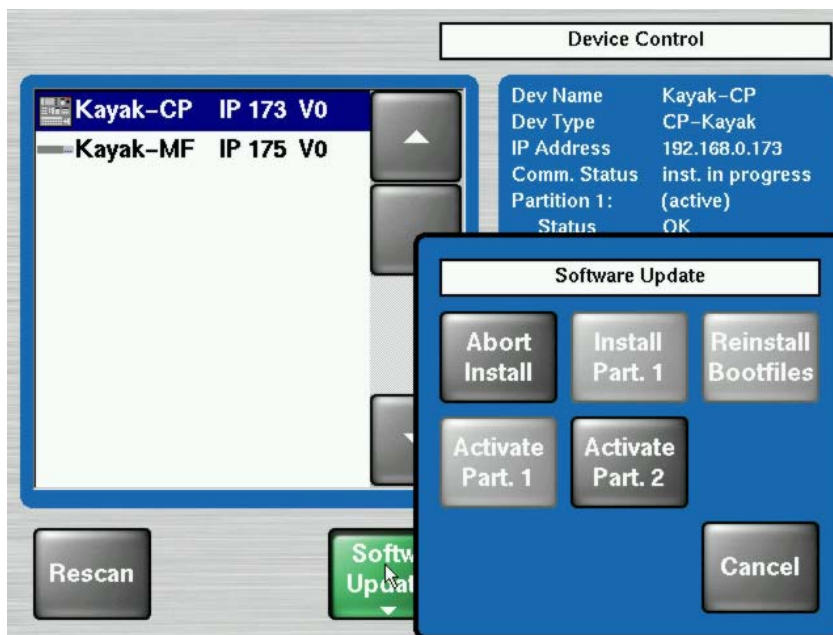 Device Control
Kayak-CP IP 173 V0
Kayak-MF IP 175 V0
Dev Name Kayak-CP
Dev Type CP-Kayak
IP Address 192.168.0.173
Comm. Status inst. in progress
Partition 1: (active)
Status OK
Software Update
Abort
Install
Install
Part. 1
Reinstall
Bootfiles
Activate
Part. 1
Activate
Part. 2
Rescan
Cancel